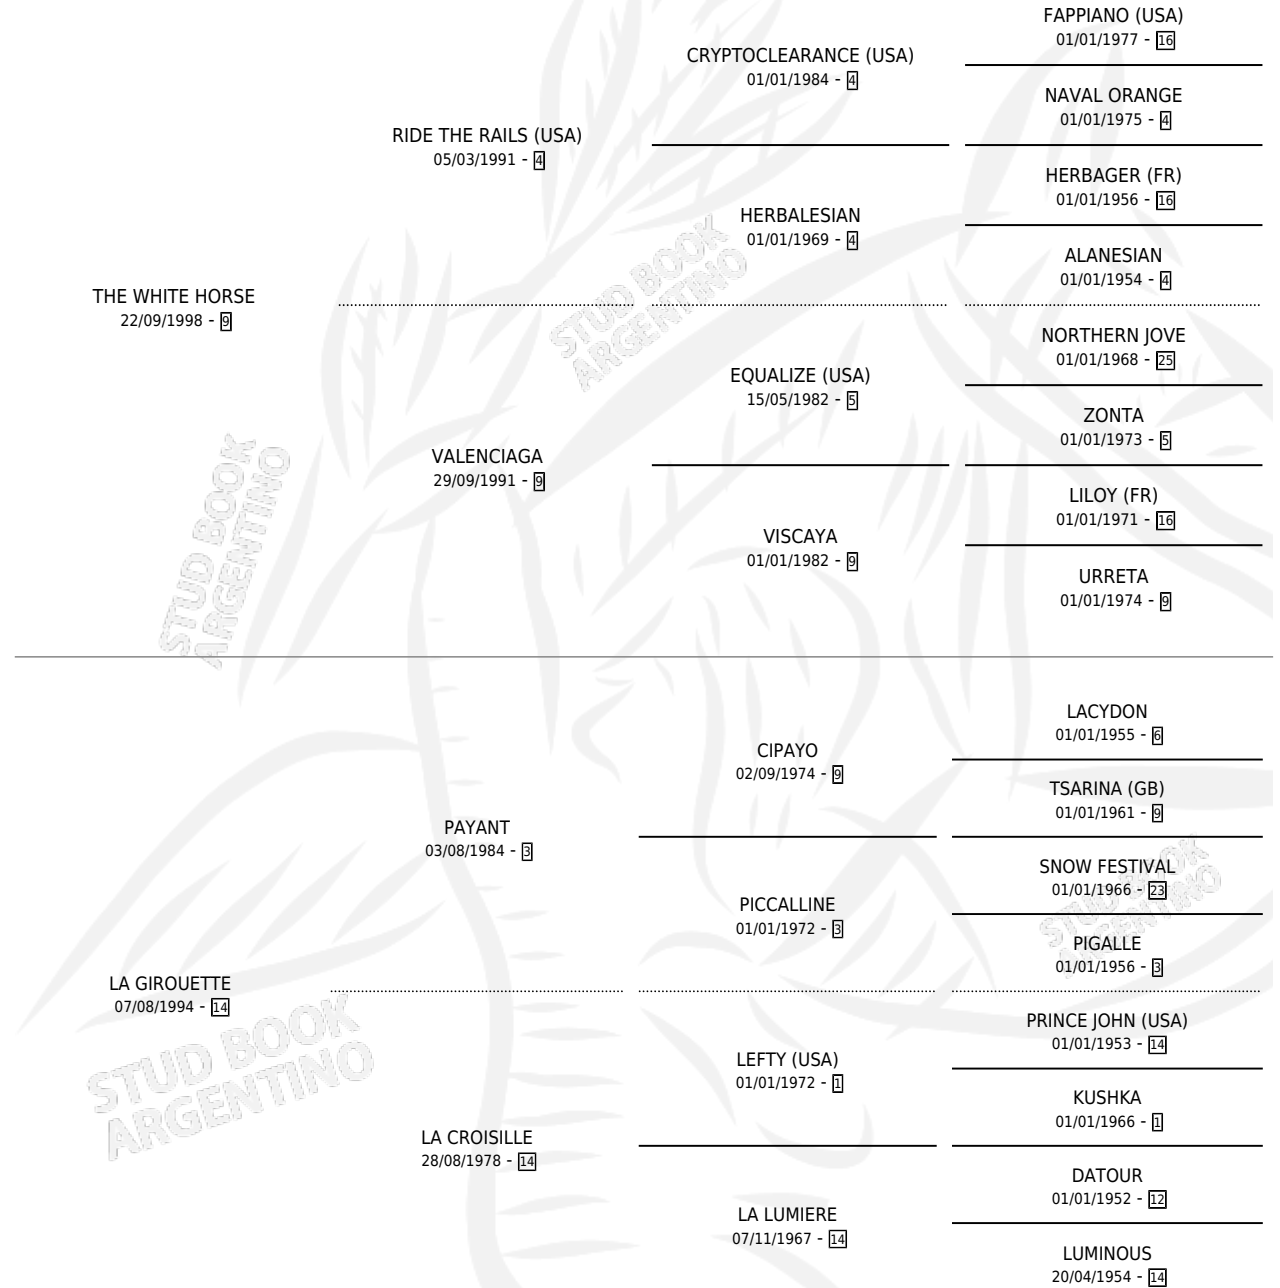 FAPPIANO (USA)
01/01/1977 - 16
CRYPTOCLEARANCE (USA)
01/01/1984 - 4
NAVAL ORANGE
01/01/1975 - 4
RIDE THE RAILS (USA)
05/03/1991 - 4
HERBAGER (FR)
01/01/1956 - 16
HERBALESIAN
01/01/1969 - 4
ALANESIAN
01/01/1954 - 4
THE WHITE HORSE
22/09/1998 - 9
NORTHERN JOVE
01/01/1968 - 25
EQUALIZE (USA)
15/05/1982 - 5
ZONTA
01/01/1973 - 5
VALENCIAGA
29/09/1991 - 9
LILOY (FR)
01/01/1971 - 16
VISCAYA
01/01/1982 - 9
URRETA
01/01/1974 - 9
LACYDON
01/01/1955 - 6
CIPAYO
02/09/1974 - 9
TSARINA (GB)
01/01/1961 - 9
PAYANT
03/08/1984 - 3
SNOW FESTIVAL
01/01/1966 - 23
PICCALLINE
01/01/1972 - 3
PIGALLE
01/01/1956 - 3
LA GIROUETTE
07/08/1994 - 14
PRINCE JOHN (USA)
01/01/1953 - 14
LEFTY (USA)
01/01/1972 - 1
KUSHKA
01/01/1966 - 1
LA CROISILLE
28/08/1978 - 14
DATOUR
01/01/1952 - 12
LA LUMIERE
07/11/1967 - 14
LUMINOUS
20/04/1954 - 14
STUD BOOK
ARGENTINO
STUD BOOK
ARGENTINO
STUD BOOK
ARGENTINO
STUD BOOK
ARGENTINO